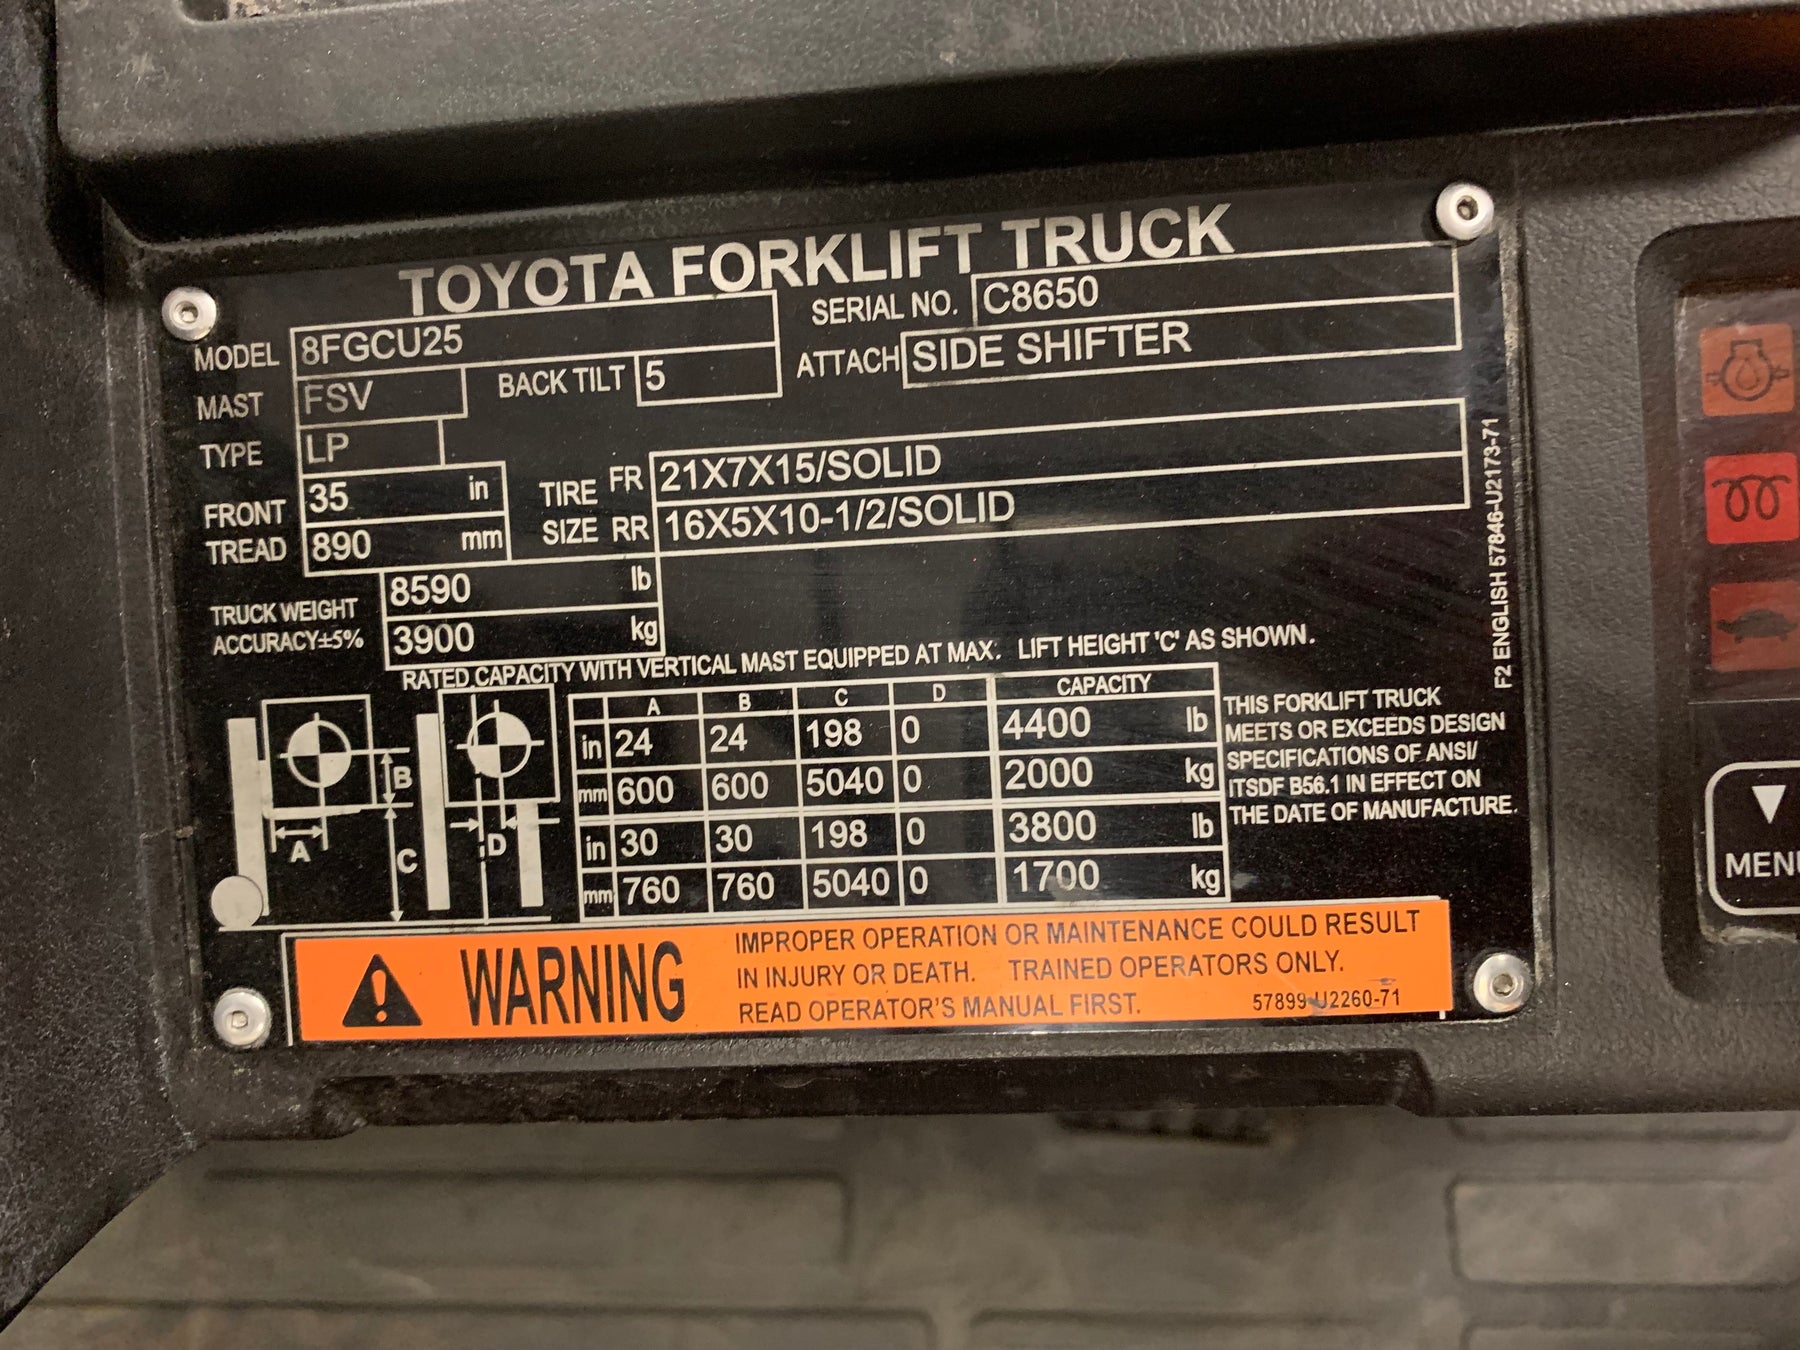 TOYOTA FORKLIFT TRUCK
MODEL 8FGCU25 SERIAL NO. C8650
MAST FSV BACK TILT 5 ATTACH SIDE SHIFTER
TYPE LP
FRONT TREAD 35 in
890 mm
TIRE SIZE FR 21X7X15/SOLID
RR 16X5X10-1/2/SOLID
TRUCK WEIGHT 8590 lb
ACCURACY±5% 3900 kg
RATED CAPACITY WITH VERTICAL MAST EQUIPPED AT MAX. LIFT HEIGHT 'C' AS SHOWN.
A B C D CAPACITY
in 24 24 198 0 4400 lb
mm 600 600 5040 0 2000 kg
in 30 30 198 0 3800 lb
mm 760 760 5040 0 1700 kg
B
A
C
D
THIS FORKLIFT TRUCK
MEETS OR EXCEEDS DESIGN
SPECIFICATIONS OF ANSI/
ITSDF B56.1 IN EFFECT ON
THE DATE OF MANUFACTURE.
F2 ENGLISH 57846-U2173-71
WARNING
IMPROPER OPERATION OR MAINTENANCE COULD RESULT
IN INJURY OR DEATH. TRAINED OPERATORS ONLY.
READ OPERATOR'S MANUAL FIRST. 57899-U2260-71
MENU